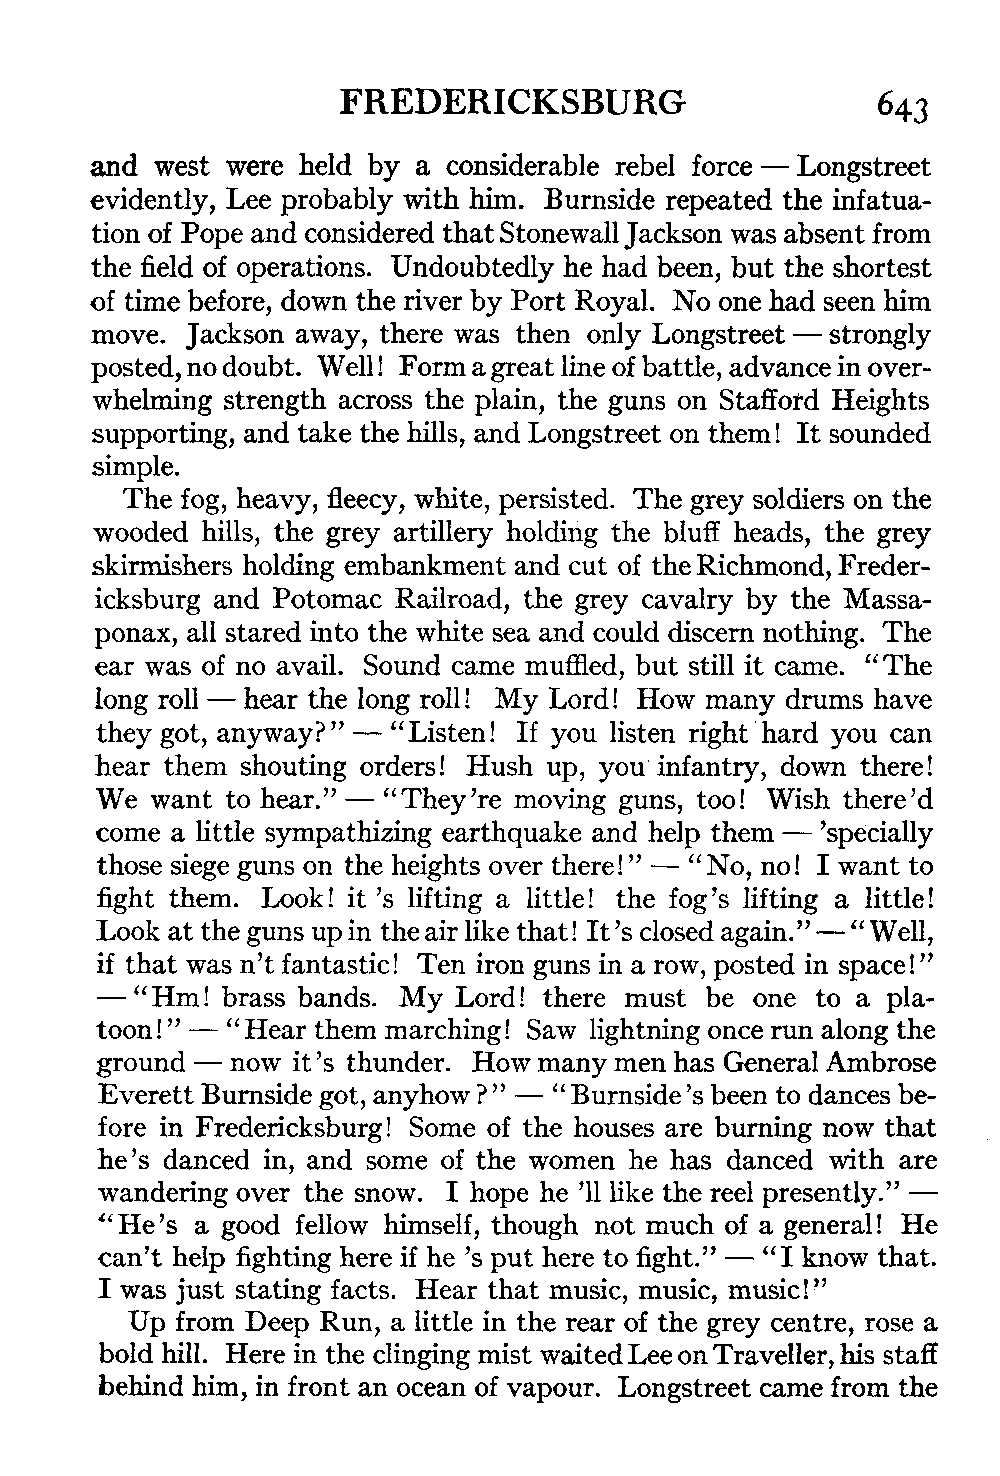 FREDERICKSBURG 643
and west were held by a considerable rebel force — Longstreet
evidently, Lee probably with him. Burnside repeated the infatua-
tion of Pope and considered that Stonewall Jackson was absent from
the field of operations. Undoubtedly he had been, but the shortest
of time before, down the river by Port Royal. No one had seen him
move. Jackson away, there was then only Longstreet — strongly
posted, no doubt. Well! Form a great line of battle, advance in over-
whelming strength across the plain, the guns on Stafford Heights
supporting, and take the hills, and Longstreet on them! It sounded
simple.
The fog, heavy, fleecy, white, persisted. The grey soldiers on the
wooded hills, the grey artillery holding the bluff heads, the grey
skirmishers holding embankment and cut of the Richmond, Freder-
icksburg and Potomac Railroad, the grey cavalry by the Massa-
ponax, all stared into the white sea and could discern nothing. The
ear was of no avail. Sound came muffled, but still it came. "The
long roll — hear the long roll! My Lord! How many drums have
they got, anyway?" — "Listen! If you listen right hard you can
hear them shouting orders! Hush up, you infantry, down there!
We want to hear." — "They're moving guns, too! Wish there'd
come a little sympathizing earthquake and help them — 'specially
those siege guns on the heights over there!" — "No, no! I want to
fight them. Look! it 's lifting a little! the fog's lifting a little!
Look at the guns up in the air like that! It's closed again." — "Well,
if that was n't fantastic! Ten iron guns in a row, posted in space!"
— "Hm! brass bands. My Lord! there must be one to a pla-
toon!" — "Hear them marching! Saw lightning once run along the
ground — now it's thunder. How many men has General Ambrose
Everett Burnside got, anyhow?" — "Burnside's been to dances be-
fore in Fredericksburg! Some of the houses are burning now that
he's danced in, and some of the women he has danced with are
wandering over the snow. I hope he 'll like the reel presently." —
"He's a good fellow himself, though not much of a general! He
can't help fighting here if he 's put here to fight." — "I know that.
I was just stating facts. Hear that music, music, music!"
Up from Deep Run, a little in the rear of the grey centre, rose a
bold hill. Here in the clinging mist waited Lee on Traveller, his staff
behind him, in front an ocean of vapour. Longstreet came from the